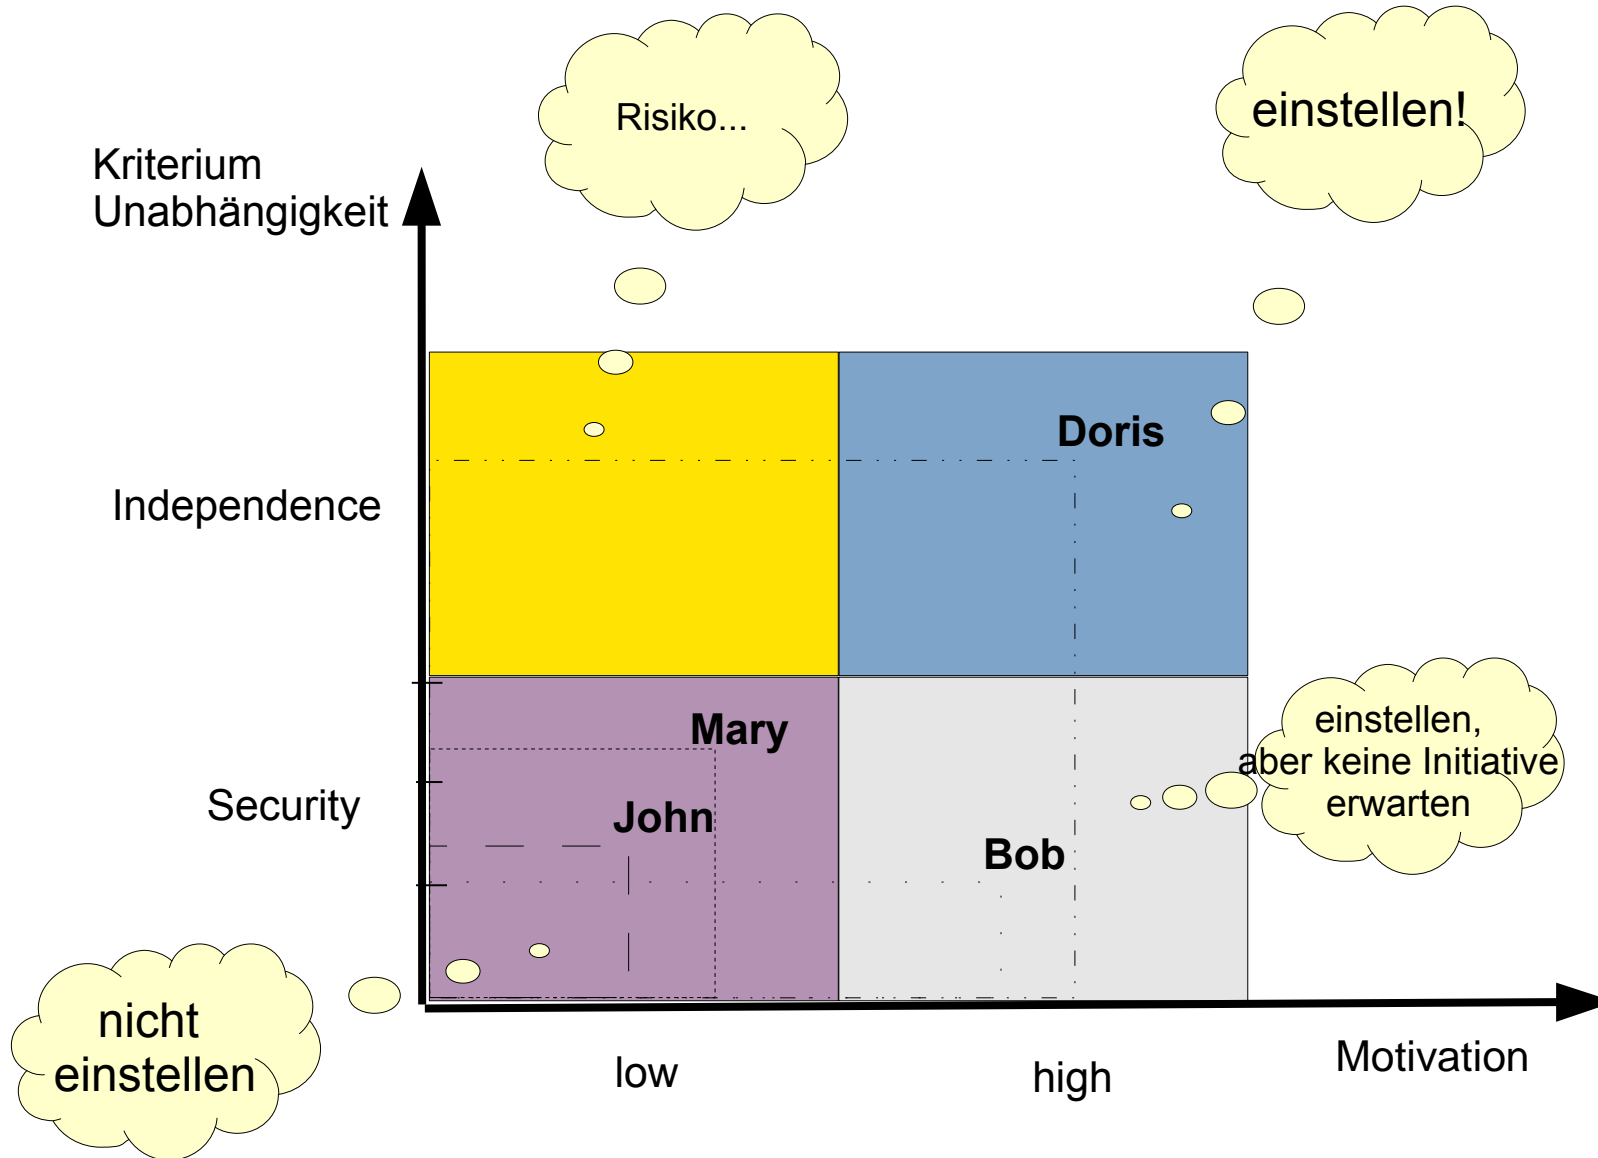 Risiko...
einstellen!
Kriterium
Unabhängigkeit
Doris
Independence
Mary
einstellen,
aber keine Initiative
erwarten
Security
John
Bob
nicht
einstellen
low
high
Motivation